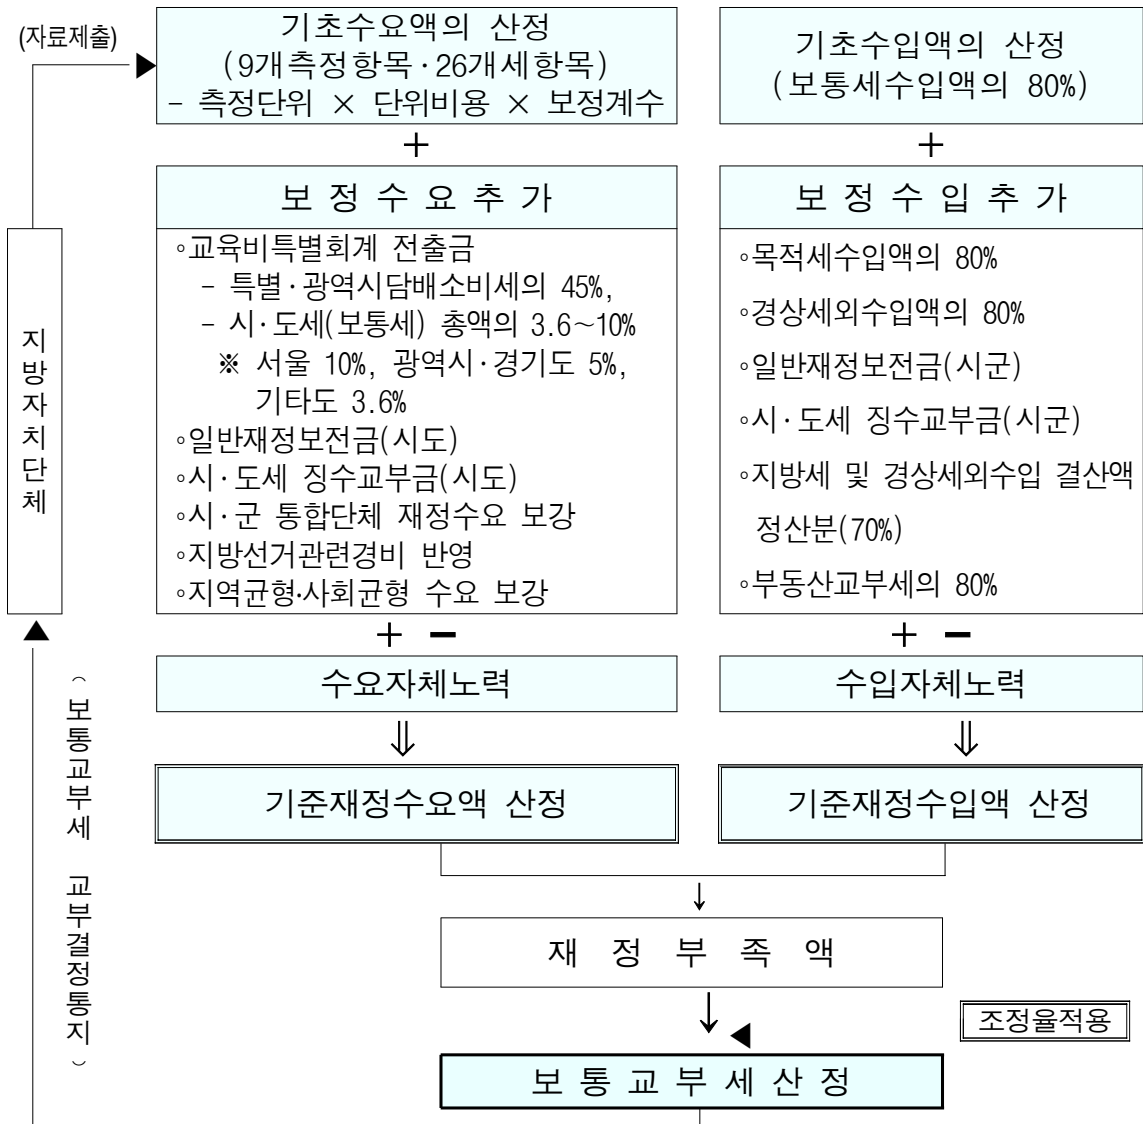 (자료제출)
기초수요액의 산정
(9개측정항목·26개세항목)
- 측정단위 × 단위비용 × 보정계수
+
보 정 수 요 추 가
◦교육비특별회계 전출금
- 특별·광역시담배소비세의 45%,
- 시·도세(보통세) 총액의 3.6~10%
※ 서울 10%, 광역시·경기도 5%,
기타도 3.6%
◦일반재정보전금(시도)
◦시·도세 징수교부금(시도)
◦시·군 통합단체 재정수요 보강
◦지방선거관련경비 반영
◦지역균형·사회균형 수요 보강
+ -
수요자체노력
⇓
기준재정수요액 산정
기초수입액의 산정
(보통세수입액의 80%)
+
보 정 수 입 추 가
◦목적세수입액의 80%
◦경상세외수입액의 80%
◦일반재정보전금(시군)
◦시·도세 징수교부금(시군)
◦지방세 및 경상세외수입 결산액
정산분(70%)
◦부동산교부세의 80%
+ -
수입자체노력
⇓
기준재정수입액 산정
↓
재 정 부 족 액
↓
조정율적용
보 통 교 부 세 산 정
지방자치단체
(보통교부세 교부결정통지)